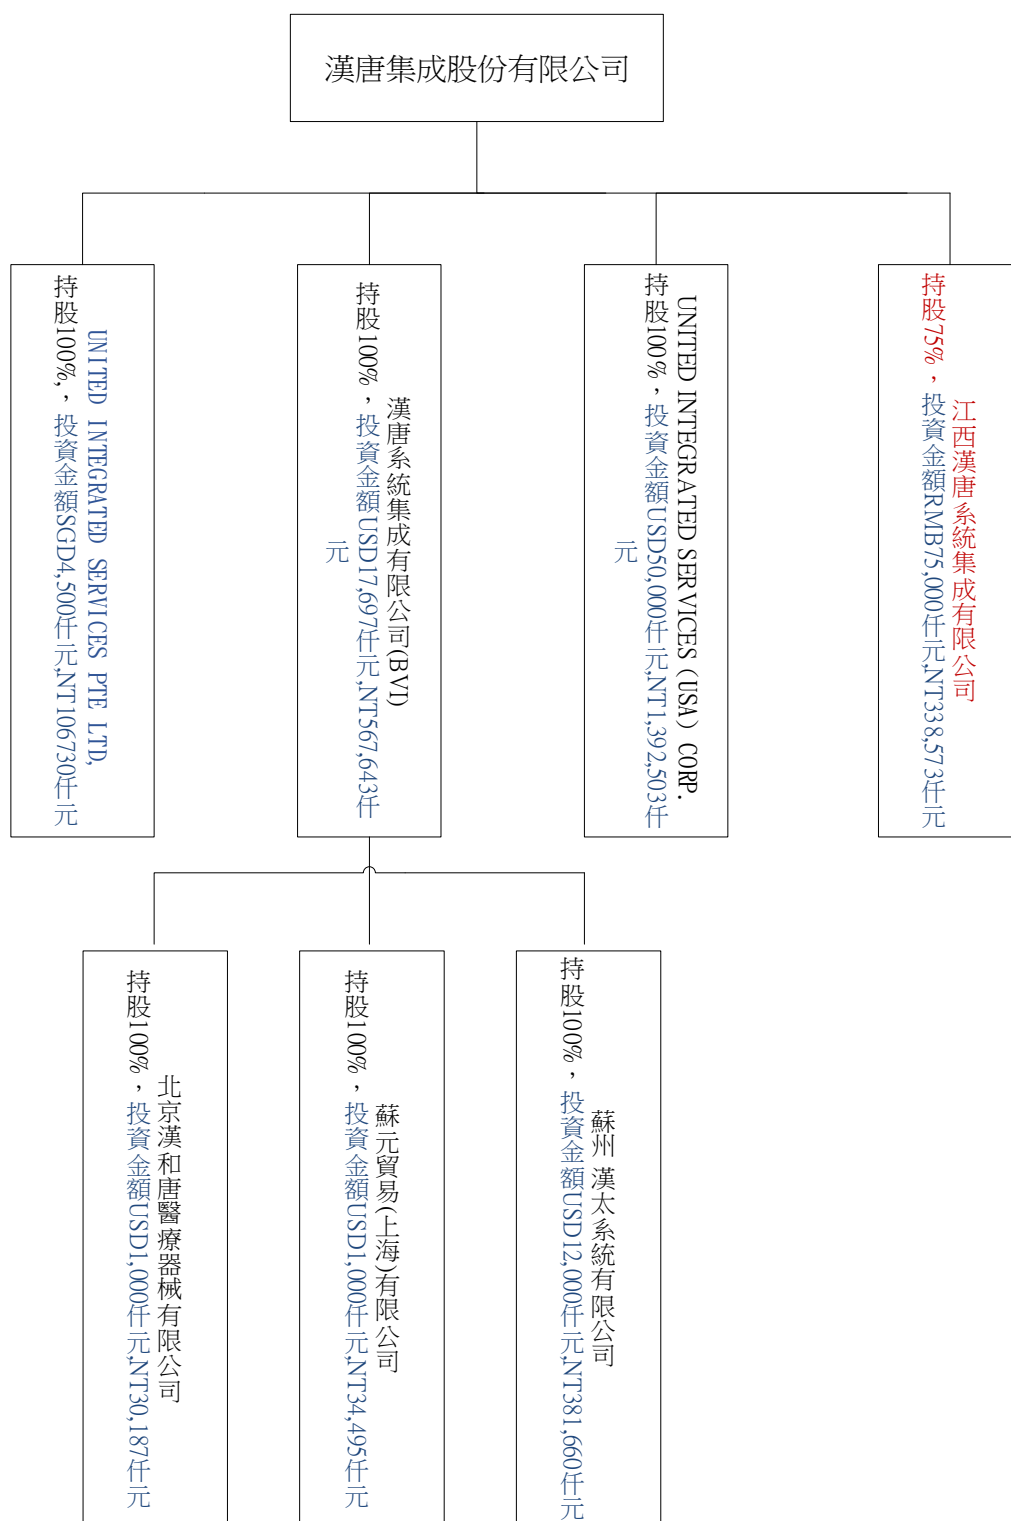 漢唐集成股份有限公司
UNITED INTEGRATED SERVICES PTE LTD,
持股100%,，投資金額SGD4,500仟元,NT106730仟元
漢唐系統集成有限公司(BVI)
持股100%，投資金額USD17,697仟元,NT567,643仟
元
UNITED INTEGRATED SERVICES (USA) CORP.
持股100%，投資金額USD50,000仟元,NT1,392,503仟
元
江西漢唐系統集成有限公司
持股75%，投資金額RMB75,000仟元,NT338,573仟元
北京漢和唐醫療器械有限公司
持股100%，投資金額USD1,000仟元,NT30,187仟元
蘇元貿易(上海)有限公司
持股100%，投資金額USD1,000仟元,NT34,495仟元
蘇州 漢太系統有限公司
持股100%，投資金額USD12,000仟元,NT381,660仟元